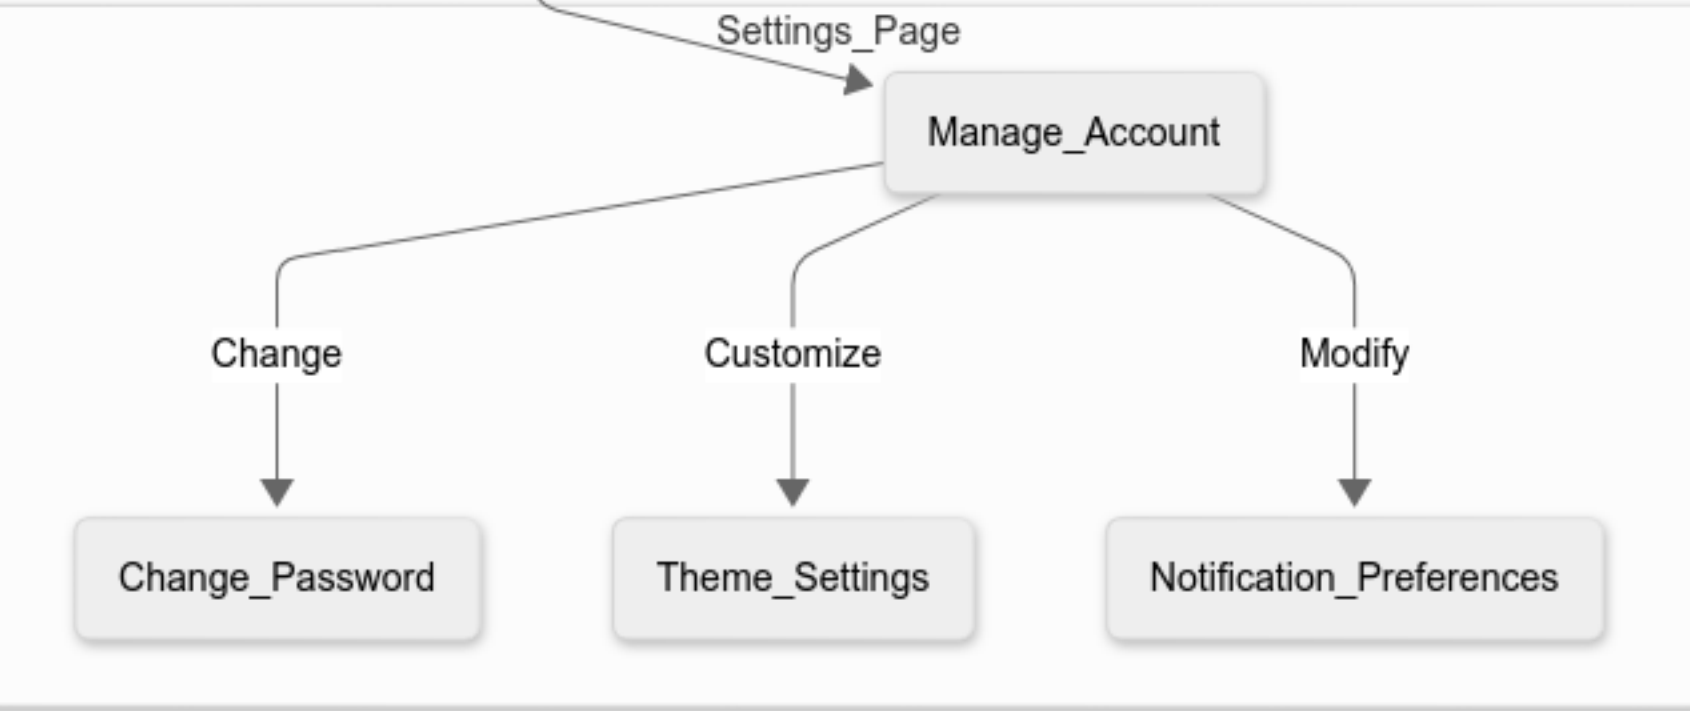 Settings_Page
Manage_Account
Change
Customize
Modify
Change_Password
Theme_Settings
Notification_Preferences